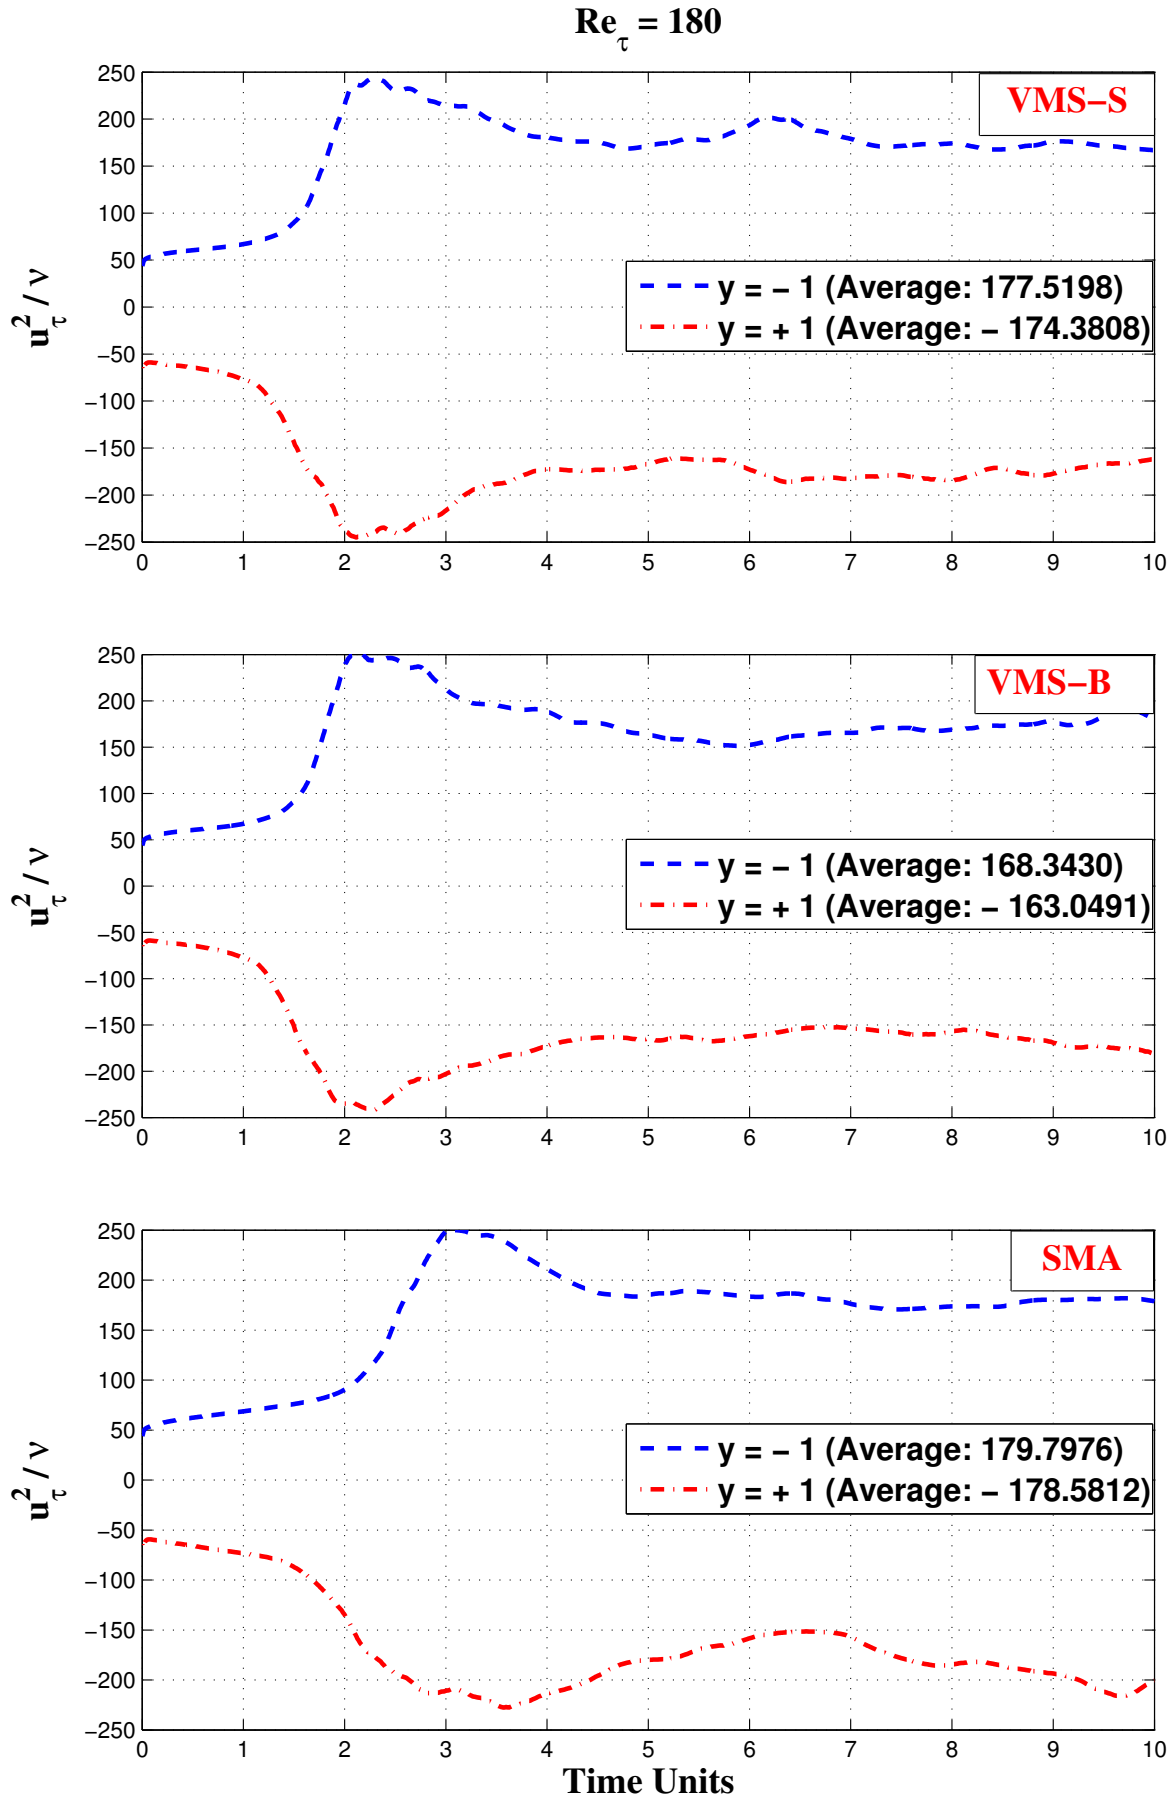 Re_τ = 180
VMS−S
250
200
150
100
50
0
−50
−100
−150
−200
−250
u_τ^2 / ν
y = − 1 (Average: 177.5198)
y = + 1 (Average: − 174.3808)
0 1 2 3 4 5 6 7 8 9 10
VMS−B
250
200
150
100
50
0
−50
−100
−150
−200
−250
u_τ^2 / ν
y = − 1 (Average: 168.3430)
y = + 1 (Average: − 163.0491)
0 1 2 3 4 5 6 7 8 9 10
SMA
250
200
150
100
50
0
−50
−100
−150
−200
−250
u_τ^2 / ν
y = − 1 (Average: 179.7976)
y = + 1 (Average: − 178.5812)
0 1 2 3 4 5 6 7 8 9 10
Time Units